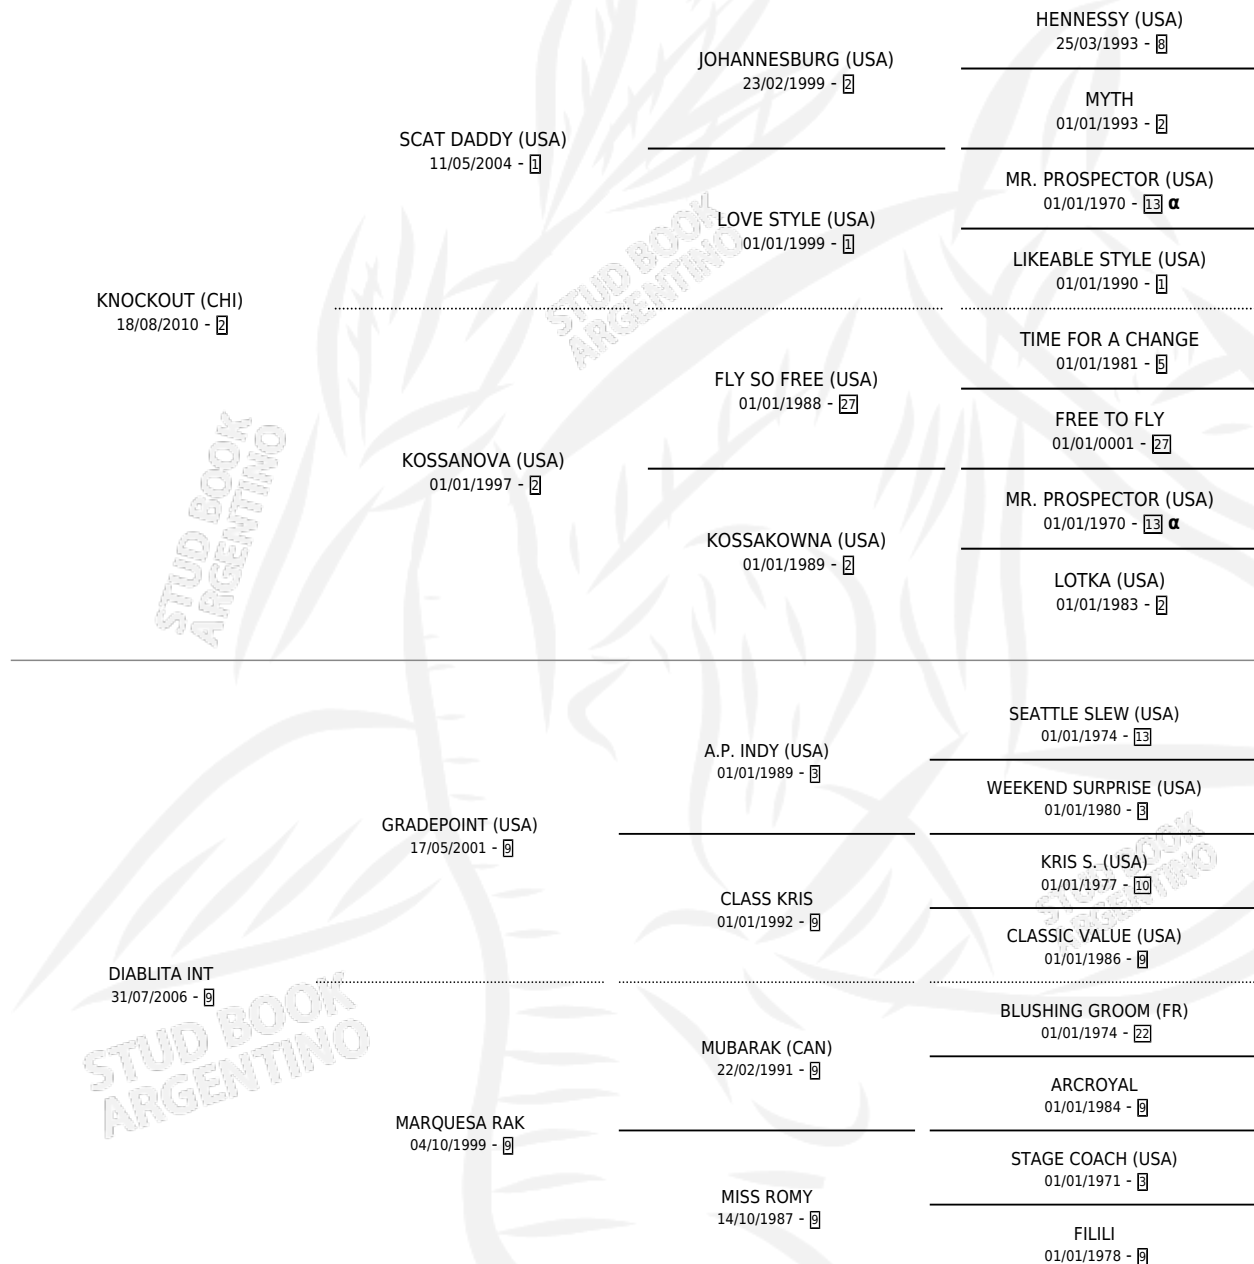 HENNESSY (USA)
25/03/1993 - 8
JOHANNESBURG (USA)
23/02/1999 - 2
MYTH
01/01/1993 - 2
SCAT DADDY (USA)
11/05/2004 - 1
MR. PROSPECTOR (USA)
01/01/1970 - 13 α
LOVE STYLE (USA)
01/01/1999 - 1
LIKEABLE STYLE (USA)
01/01/1990 - 1
KNOCKOUT (CHI)
18/08/2010 - 2
TIME FOR A CHANGE
01/01/1981 - 5
FLY SO FREE (USA)
01/01/1988 - 27
FREE TO FLY
01/01/0001 - 27
KOSSANOVA (USA)
01/01/1997 - 2
MR. PROSPECTOR (USA)
01/01/1970 - 13 α
KOSSAKOWNA (USA)
01/01/1989 - 2
LOTKA (USA)
01/01/1983 - 2
SEATTLE SLEW (USA)
01/01/1974 - 13
A.P. INDY (USA)
01/01/1989 - 3
WEEKEND SURPRISE (USA)
01/01/1980 - 3
GRADEPOINT (USA)
17/05/2001 - 9
KRIS S. (USA)
01/01/1977 - 10
CLASS KRIS
01/01/1992 - 9
CLASSIC VALUE (USA)
01/01/1986 - 9
DIABLITA INT
31/07/2006 - 9
BLUSHING GROOM (FR)
01/01/1974 - 22
MUBARAK (CAN)
22/02/1991 - 9
ARCROYAL
01/01/1984 - 9
MARQUESA RAK
04/10/1999 - 9
STAGE COACH (USA)
01/01/1971 - 3
MISS ROMY
14/10/1987 - 9
FILILI
01/01/1978 - 9
STUD BOOK
ARGENTINO
STUD BOOK
ARGENTINO
STUD BOOK
ARGENTINO
STUD BOOK
ARGENTINO